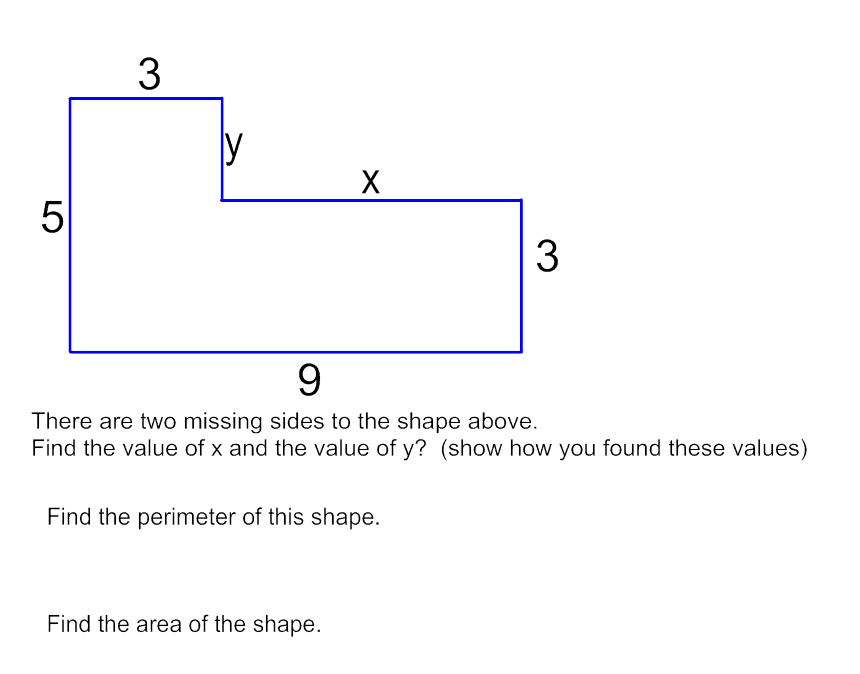 3
y
x
5
3
9
There are two missing sides to the shape above.
Find the value of x and the value of y?  (show how you found these values)
Find the perimeter of this shape.
Find the area of the shape.